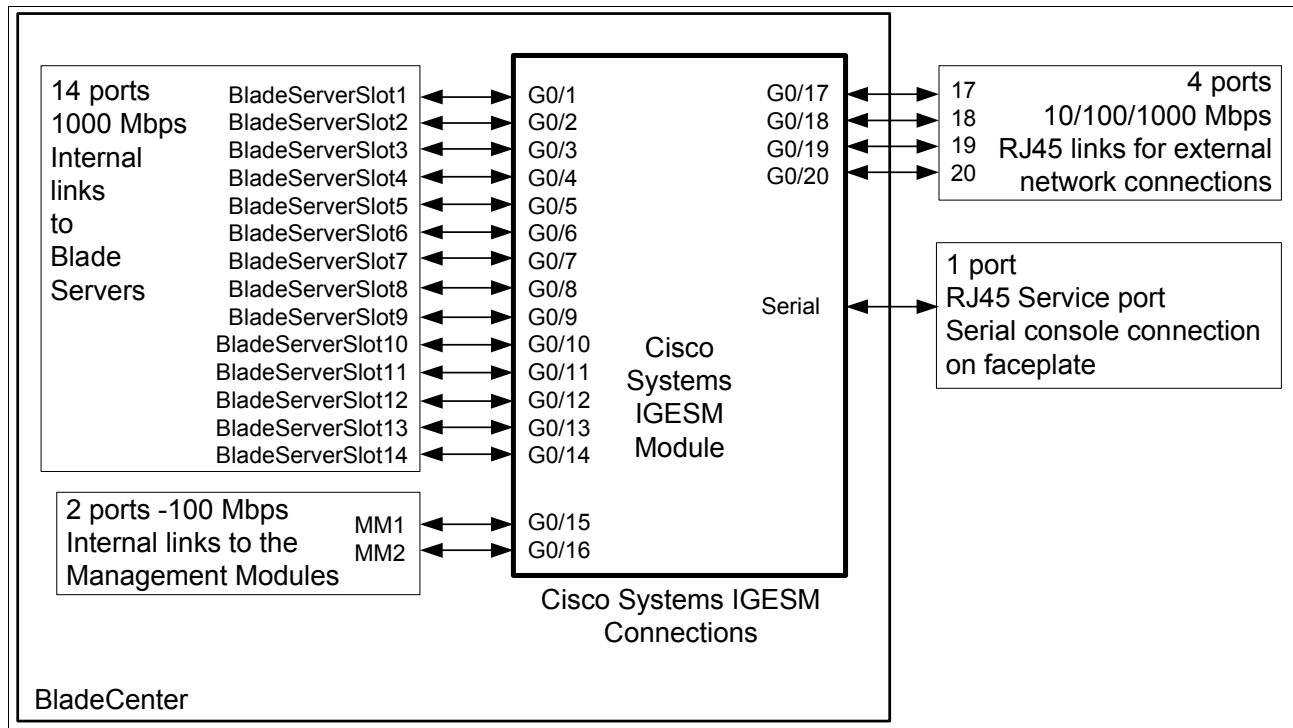 14 ports
1000 Mbps
Internal
links
to
Blade
Servers
BladeServerSlot1
BladeServerSlot2
BladeServerSlot3
BladeServerSlot4
BladeServerSlot5
BladeServerSlot6
BladeServerSlot7
BladeServerSlot8
BladeServerSlot9
BladeServerSlot10
BladeServerSlot11
BladeServerSlot12
BladeServerSlot13
BladeServerSlot14
G0/1
G0/2
G0/3
G0/4
G0/5
G0/6
G0/7
G0/8
G0/9
G0/10
G0/11
G0/12
G0/13
G0/14
2 ports -100 Mbps
Internal links to the
Management Modules
MM1
MM2
G0/15
G0/16
Cisco
Systems
IGESM
Module
G0/17
G0/18
G0/19
G0/20
Serial
17
18
19
20
4 ports
10/100/1000 Mbps
RJ45 links for external
network connections
1 port
RJ45 Service port
Serial console connection
on faceplate
Cisco Systems IGESM
Connections
BladeCenter